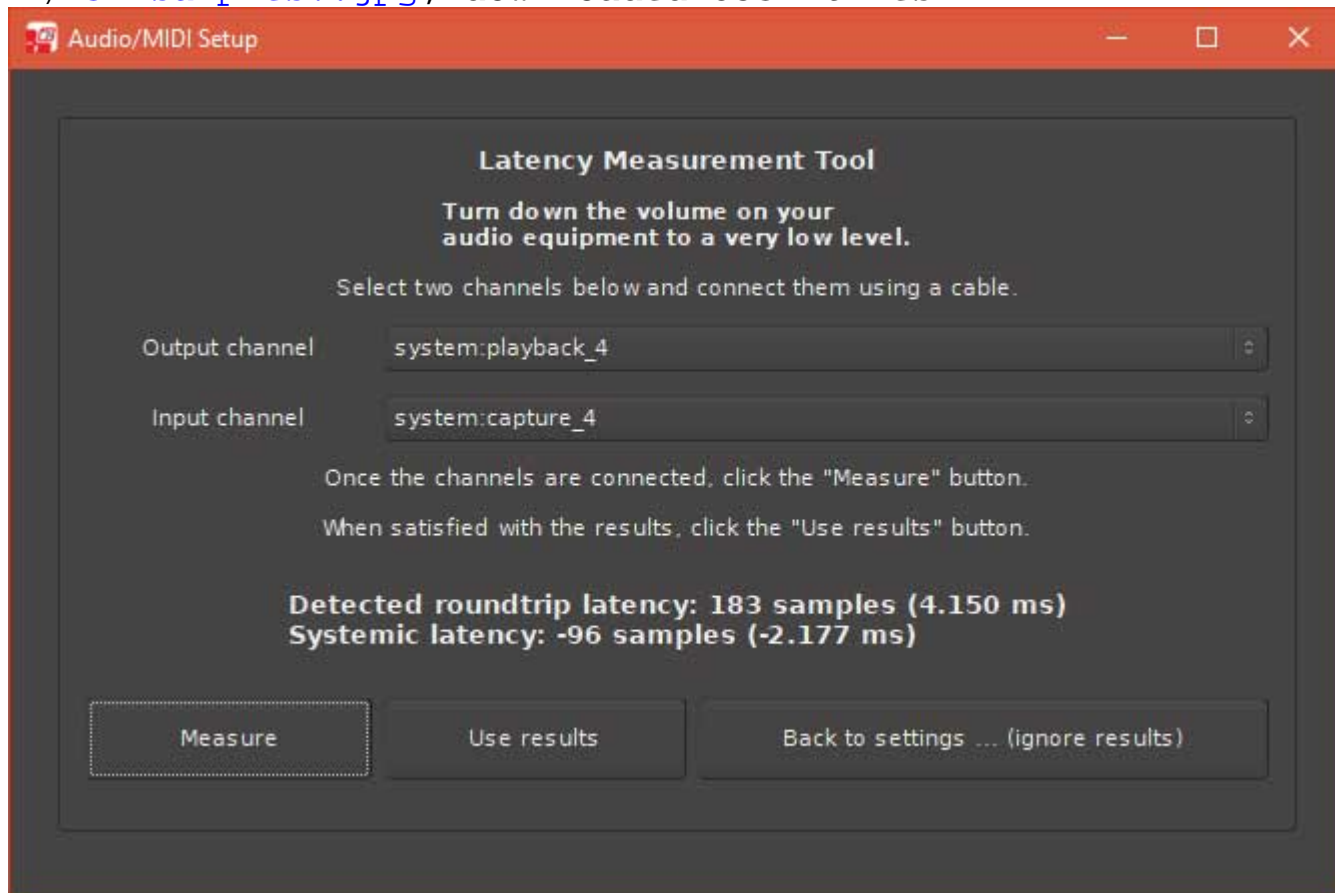 Audio/MIDI Setup
Latency Measurement Tool
Turn down the volume on your
audio equipment to a very low level.
Select two channels below and connect them using a cable.
Output channel system:playback_4
Input channel system:capture_4
Once the channels are connected, click the "Measure" button.
When satisfied with the results, click the "Use results" button.
Detected roundtrip latency: 183 samples (4.150 ms)
Systemic latency: -96 samples (-2.177 ms)
Measure Use results Back to settings ... (ignore results)